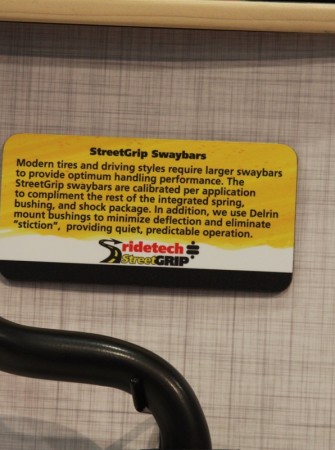 StreetGrip Swaybars
Modern tires and driving styles require larger swaybars
to provide optimum handling performance. The
StreetGrip swaybars are calibrated per application
to compliment the rest of the integrated spring,
bushing, and shock package. In addition, we use Delrin
mount bushings to minimize deflection and eliminate
"stiction", providing quiet, predictable operation.
ridetech
StreetGRIP